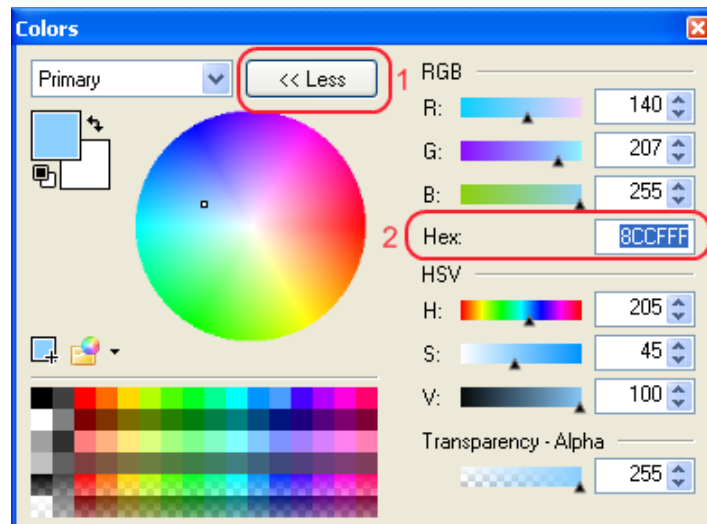 Colors
Primary
<< Less
1
RGB
R: 140
G: 207
B: 255
2
Hex: 8CCFFF
HSV
H: 205
S: 45
V: 100
Transparency - Alpha
255